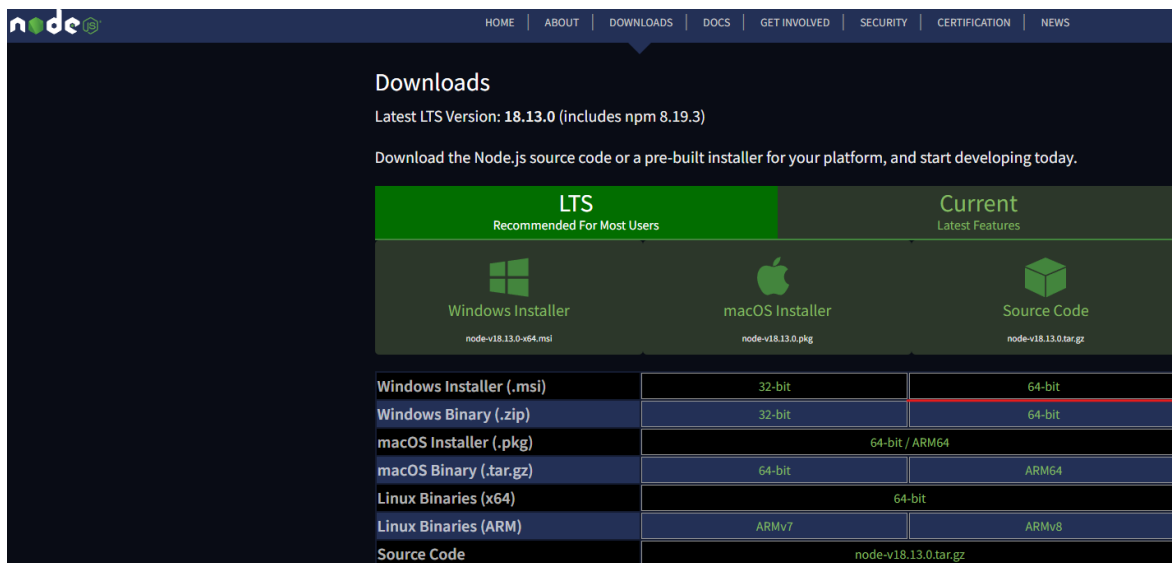 node JS
HOME | ABOUT | DOWNLOADS | DOCS | GET INVOLVED | SECURITY | CERTIFICATION | NEWS
Downloads
Latest LTS Version: 18.13.0 (includes npm 8.19.3)
Download the Node.js source code or a pre-built installer for your platform, and start developing today.
LTS Current
Recommended For Most Users Latest Features
Windows Installer macOS Installer Source Code
node-v18.13.0-x64.msi node-v18.13.0.pkg node-v18.13.0.tar.gz
Windows Installer (.msi) 32-bit 64-bit
Windows Binary (.zip) 32-bit 64-bit
macOS Installer (.pkg) 64-bit / ARM64
macOS Binary (.tar.gz) 64-bit ARM64
Linux Binaries (x64) 64-bit
Linux Binaries (ARM) ARMv7 ARMv8
Source Code node-v18.13.0.tar.gz